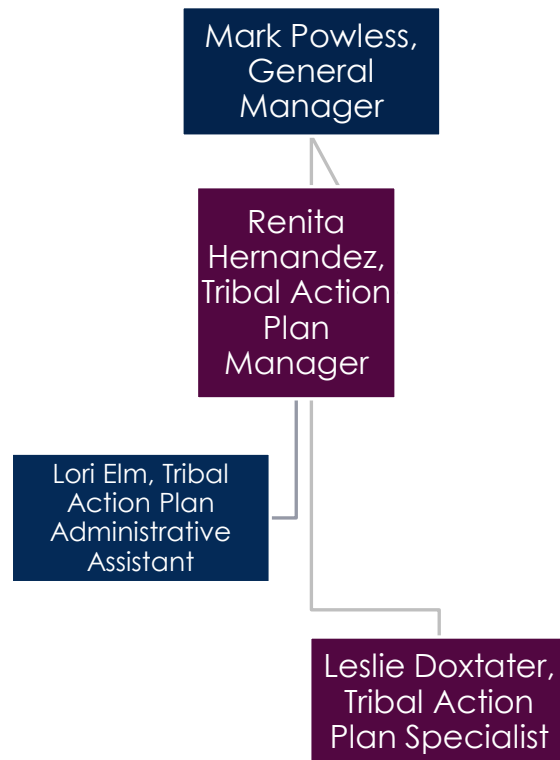 Mark Powless,
General
Manager
Renita
Hernandez,
Tribal Action
Plan
Manager
Lori Elm, Tribal
Action Plan
Administrative
Assistant
Leslie Doxtater,
Tribal Action
Plan Specialist